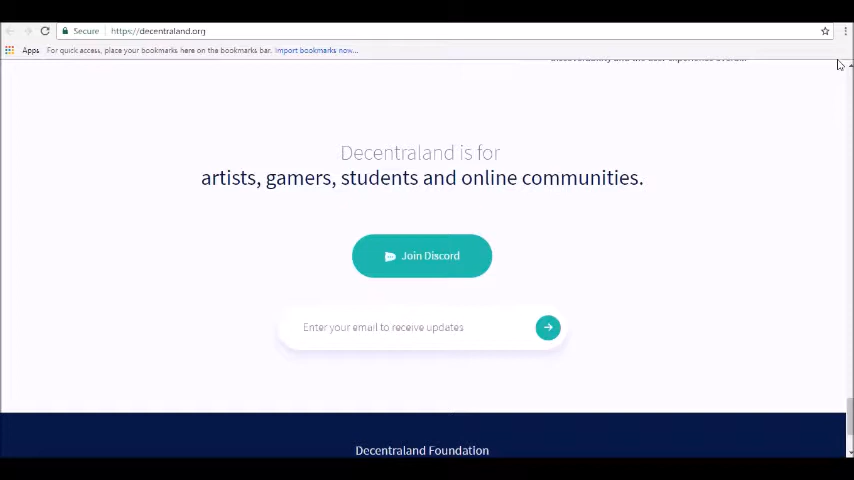 Secure
https://decentraland.org
Apps
For quick access, place your bookmarks here on the bookmarks bar. Import bookmarks now...
Decentraland is for
artists, gamers, students and online communities.
Join Discord
Enter your email to receive updates
Decentraland Foundation